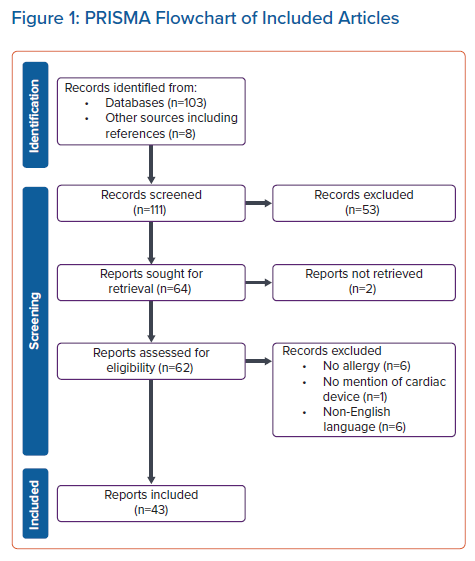 Figure 1: PRISMA Flowchart of Included Articles
Identification
Records identified from:
• Databases (n=103)
• Other sources including
references (n=8)
Screening
Records screened
(n=111)
Records excluded
(n=53)
Reports sought for
retrieval (n=64)
Reports not retrieved
(n=2)
Reports assessed for
eligibility (n=62)
Records excluded
• No allergy (n=6)
• No mention of cardiac
device (n=1)
• Non-English
language (n=6)
Included
Reports included
(n=43)